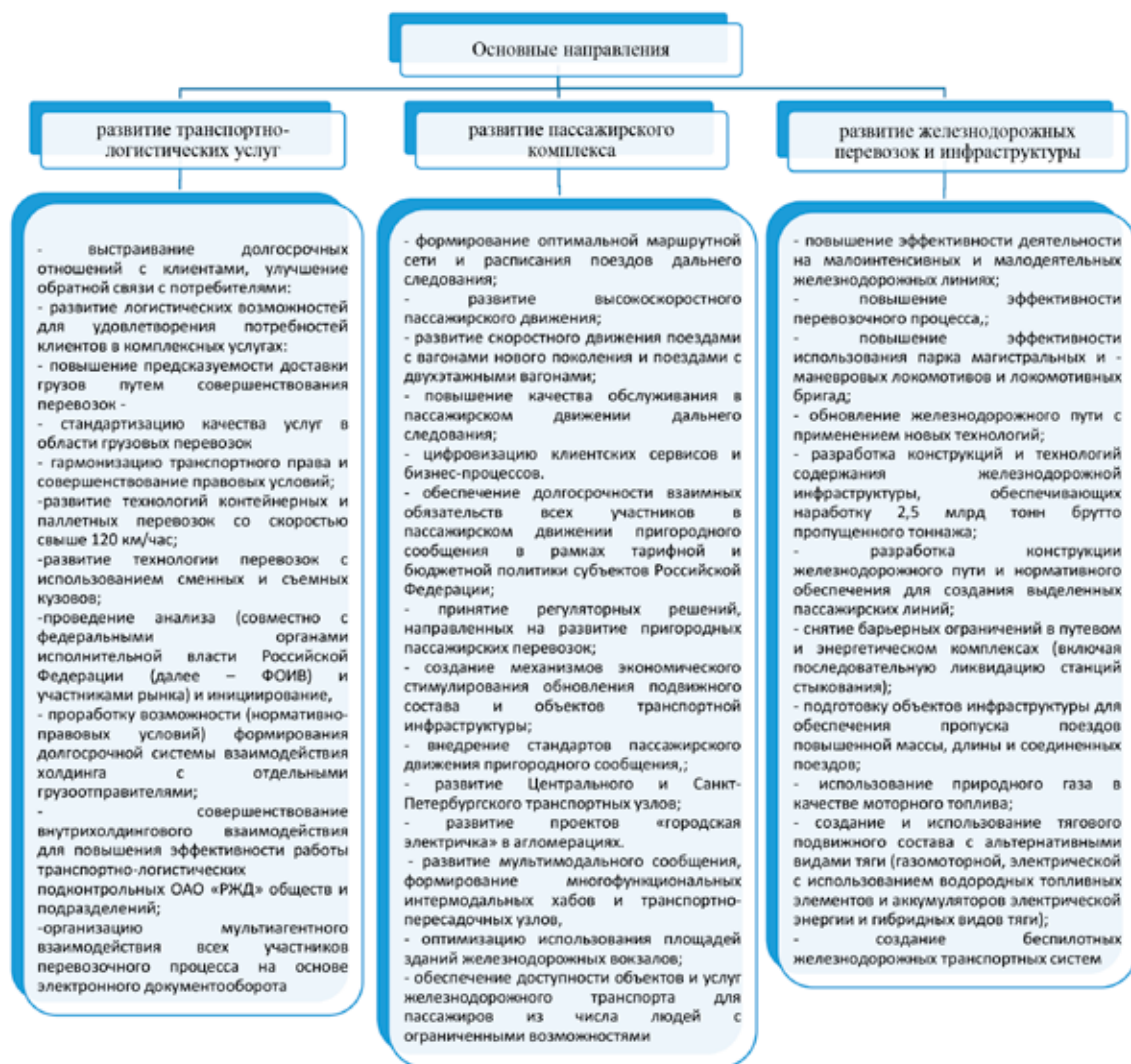 Основные направления
развитие транспортно-
логистических услуг
- выстраивание долгосрочных
отношений с клиентами, улучшение
обратной связи с потребителями:
- развитие логистических возможностей
для удовлетворения потребностей
клиентов в комплексных услугах:
- повышение предсказуемости доставки
грузов путем совершенствования
перевозок -
- стандартизацию качества услуг в
области грузовых перевозок
- гармонизацию транспортного права и
совершенствование правовых условий;
-развитие технологий контейнерных и
паллетных перевозок со скоростью
свыше 120 км/час;
-развитие технологии перевозок с
использованием сменных и съемных
кузовов;
-проведение анализа (совместно с
федеральными органами
исполнительной власти Российской
Федерации (далее – ФОИВ) и
участниками рынка) и инициирование,
- проработку возможности (нормативно-
правовых условий) формирования
долгосрочной системы взаимодействия
холдинга с отдельными
грузоотправителями;
- совершенствование
внутрихолдингового взаимодействия
для повышения эффективности работы
транспортно-логистических
подконтрольных ОАО «РЖД» обществ и
подразделений;
-организацию мультиагентного
взаимодействия всех участников
перевозочного процесса на основе
электронного документооборота
развитие пассажирского
комплекса
- формирование оптимальной маршрутной
сети и расписания поездов дальнего
следования;
- развитие высокоскоростного
пассажирского движения;
- развитие скоростного движения поездами
с вагонами нового поколения и поездами с
двухэтажными вагонами;
- повышение качества обслуживания в
пассажирском движении дальнего
следования;
- цифровизацию клиентских сервисов и
бизнес-процессов.
- обеспечение долгосрочности взаимных
обязательств всех участников в
пассажирском движении пригородного
сообщения в рамках тарифной и
бюджетной политики субъектов Российской
Федерации;
- принятие регуляторных решений,
направленных на развитие пригородных
пассажирских перевозок;
- создание механизмов экономического
стимулирования обновления подвижного
состава и объектов транспортной
инфраструктуры;
- внедрение стандартов пассажирского
движения пригородного сообщения,;
- развитие Центрального и Санкт-
Петербургского транспортных узлов;
- развитие проектов «городская
электричка» в агломерациях.
- развитие мультимодального сообщения,
формирование многофункциональных
интермодальных хабов и транспортно-
пересадочных узлов,
- оптимизацию использования площадей
зданий железнодорожных вокзалов;
- обеспечение доступности объектов и услуг
железнодорожного транспорта для
пассажиров из числа людей с
ограниченными возможностями
развитие железнодорожных
перевозок и инфраструктуры
- повышение эффективности деятельности
на малоинтенсивных и малодеятельных
железнодорожных линиях;
- повышение эффективности
перевозочного процесса,;
- повышение эффективности
использования парка магистральных и -
маневровых локомотивов и локомотивных
бригад;
- обновление железнодорожного пути с
применением новых технологий;
- разработка конструкций и технологий
содержания железнодорожной
инфраструктуры, обеспечивающих
наработку 2,5 млрд тонн брутто
пропущенного тоннажа;
- разработка конструкции
железнодорожного пути и нормативного
обеспечения для создания выделенных
пассажирских линий;
- снятие барьерных ограничений в путевом
и энергетическом комплексах (включая
последовательную ликвидацию станций
стыкования);
- подготовку объектов инфраструктуры для
обеспечения пропуска поездов
повышенной массы, длины и соединенных
поездов;
- использование природного газа в
качестве моторного топлива;
- создание и использование тягового
подвижного состава с альтернативными
видами тяги (газомоторной, электрической
с использованием водородных топливных
элементов и аккумуляторов электрической
энергии и гибридных видов тяги);
- создание беспилотных
железнодорожных транспортных систем